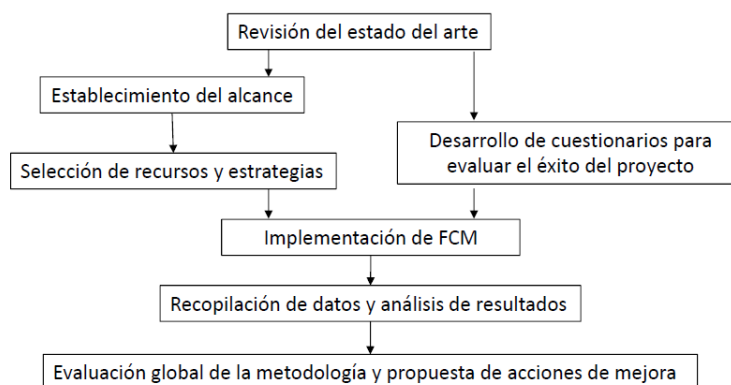 Revisión del estado del arte
Establecimiento del alcance
Desarrollo de cuestionarios para
evaluar el éxito del proyecto
Selección de recursos y estrategias
Implementación de FCM
Recopilación de datos y análisis de resultados
Evaluación global de la metodología y propuesta de acciones de mejora